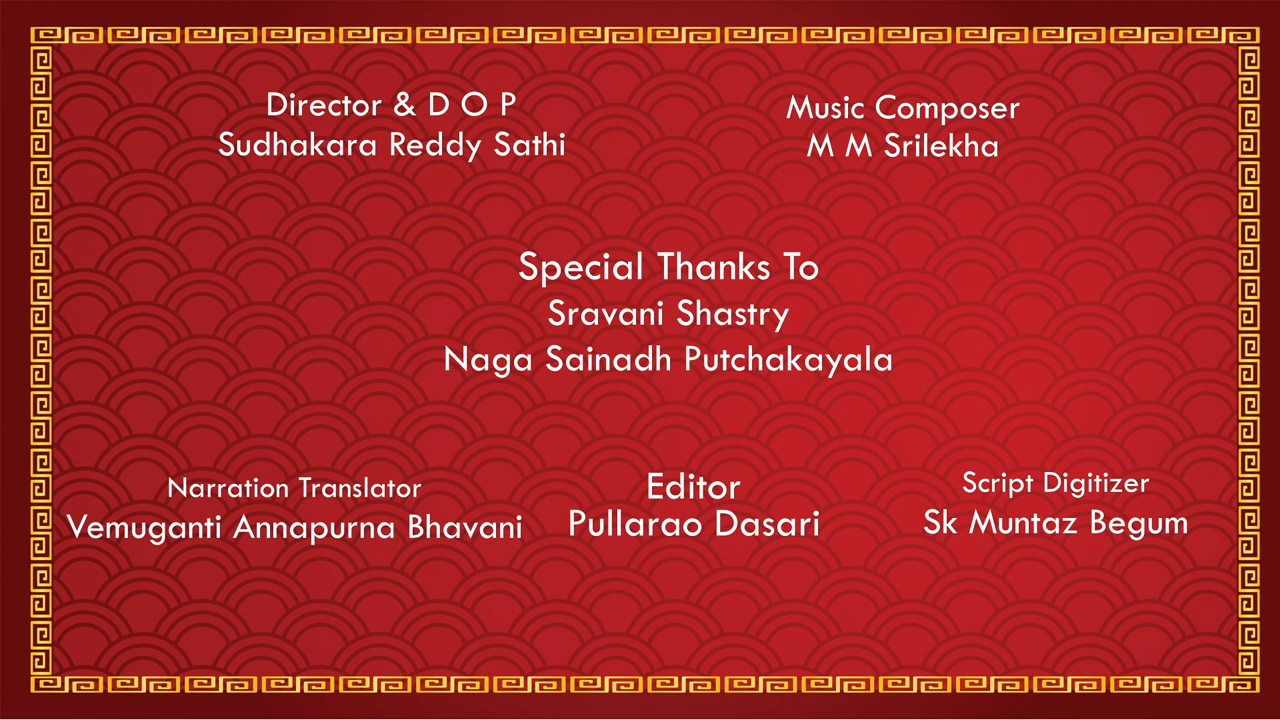 Director & D O P
Sudhakara Reddy Sathi
Music Composer
M M Srilekha
Special Thanks To
Sravani Shastry
Naga Sainadh Putchakayala
Narration Translator
Vemuganti Annapurna Bhavani
Editor
Pullarao Dasari
Script Digitizer
Sk Muntaz Begum